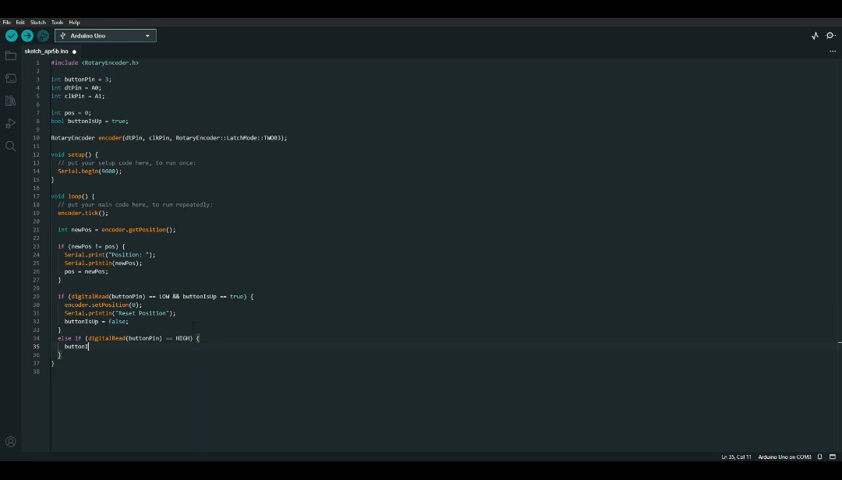 File Edit Sketch Tools Help
Arduino Uno
sketch_apr5b.ino
1 #include <RotaryEncoder.h>
2
3 int buttonPin = 3;
4 int dtPin = A0;
5 int clkPin = A1;
6
7 int pos = 0;
8 bool buttonIsUp = true;
9
10 RotaryEncoder encoder(dtPin, clkPin, RotaryEncoder::LatchMode::TWO03);
11
12 void setup() {
13 // put your setup code here, to run once:
14 Serial.begin(9600);
15 }
16
17 void loop() {
18 // put your main code here, to run repeatedly:
19 encoder.tick();
20
21 int newPos = encoder.getPosition();
22
23 if (newPos != pos) {
24 Serial.print("Position: ");
25 Serial.println(newPos);
26 pos = newPos;
27 }
28
29 if (digitalRead(buttonPin) == LOW && buttonIsUp == true) {
30 encoder.setPosition(0);
31 Serial.println("Reset Position");
32 buttonIsUp = false;
33 }
34 else if (digitalRead(buttonPin) == HIGH) {
35 buttonI
36 }
37 }
38
Ln 35, Col 11 Arduino Uno on COM3